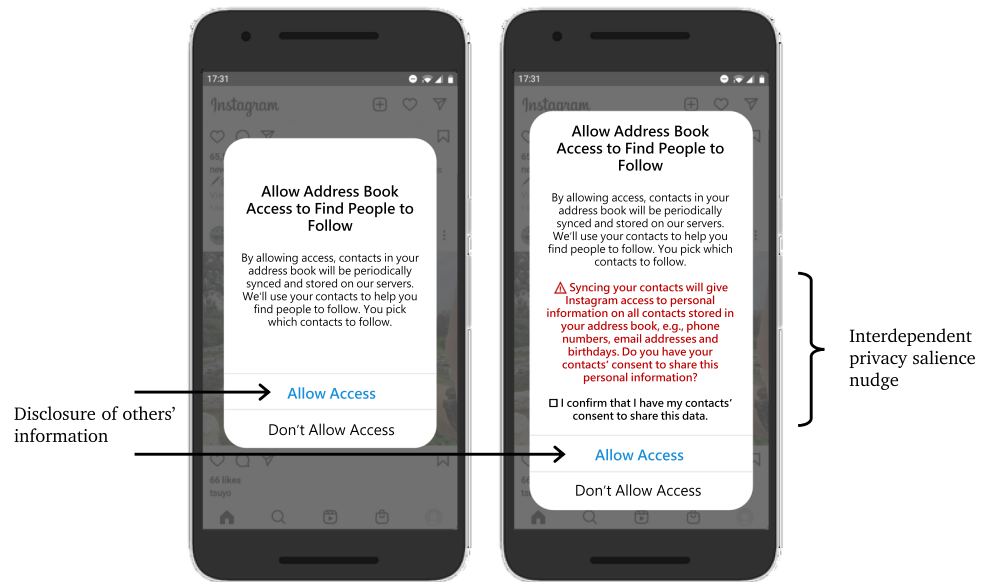 17:31
Instagram
65,
Allow Address Book
Access to Find People to
Follow
By allowing access, contacts in your
address book will be periodically
synced and stored on our servers.
We'll use your contacts to help you
find people to follow. You pick
which contacts to follow.
Allow Access
Don't Allow Access
66 likes
tsuyo
17:31
Instagram
Allow Address Book
Access to Find People to
Follow
By allowing access, contacts in your
address book will be periodically
synced and stored on our servers.
We'll use your contacts to help you
find people to follow. You pick which
contacts to follow.
Syncing your contacts will give
Instagram access to personal
information on all contacts stored in
your address book, e.g., phone
numbers, email addresses and
birthdays. Do you have your
contacts' consent to share this
personal information?
I confirm that I have my contacts'
consent to share this data.
Allow Access
Don't Allow Access
Disclosure of others'
information
Interdependent
privacy salience
nudge